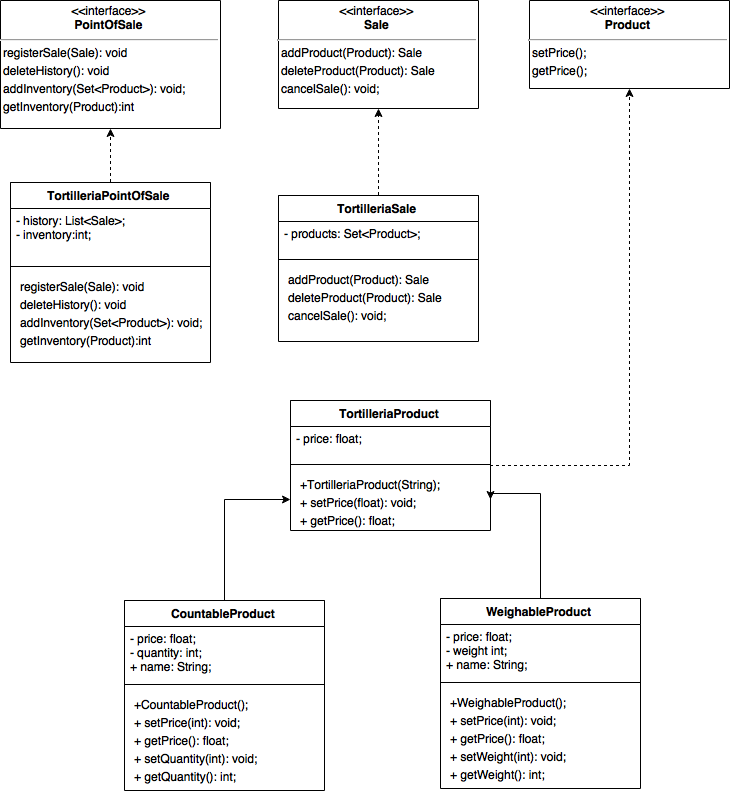 <<interface>>
PointOfSale
registerSale(Sale): void
deleteHistory(): void
addInventory(Set<Product>): void;
getInventory(Product):int
<<interface>>
Sale
addProduct(Product): Sale
deleteProduct(Product): Sale
cancelSale(): void;
<<interface>>
Product
setPrice();
getPrice();
TortilleriaPointOfSale
- history: List<Sale>;
- inventory:int;
registerSale(Sale): void
deleteHistory(): void
addInventory(Set<Product>): void;
getInventory(Product):int
TortilleriaSale
- products: Set<Product>;
addProduct(Product): Sale
deleteProduct(Product): Sale
cancelSale(): void;
TortilleriaProduct
- price: float;
+TortilleriaProduct(String);
+ setPrice(float): void;
+ getPrice(): float;
CountableProduct
- price: float;
- quantity: int;
+ name: String;
+CountableProduct();
+ setPrice(int): void;
+ getPrice(): float;
+ setQuantity(int): void;
+ getQuantity(): int;
WeighableProduct
- price: float;
- weight int;
+ name: String;
+WeighableProduct();
+ setPrice(int): void;
+ getPrice(): float;
+ setWeight(int): void;
+ getWeight(): int;